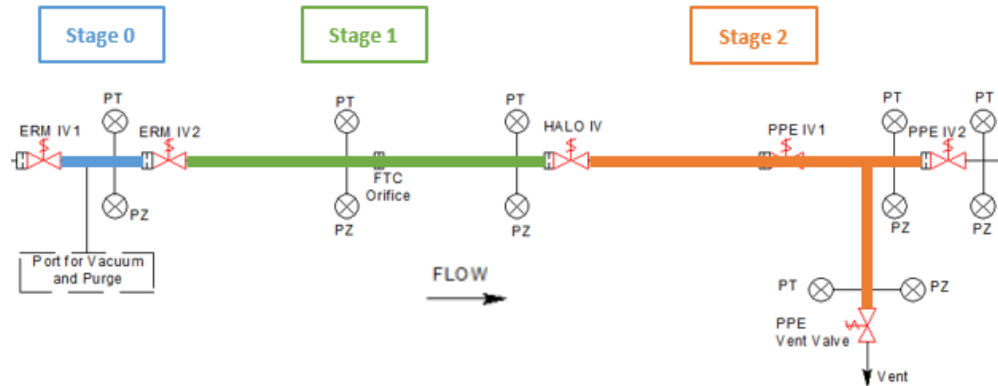 Stage 0
Stage 1
Stage 2
PT
PT
PT
PT
PT
ERM IV1
ERM IV2
HALO IV
PPE IV1
PPE IV2
FTC
Orifice
PZ
PZ
PZ
PZ
PZ
Port for Vacuum
and Purge
FLOW
PT
PZ
PPE
Vent Valve
Vent